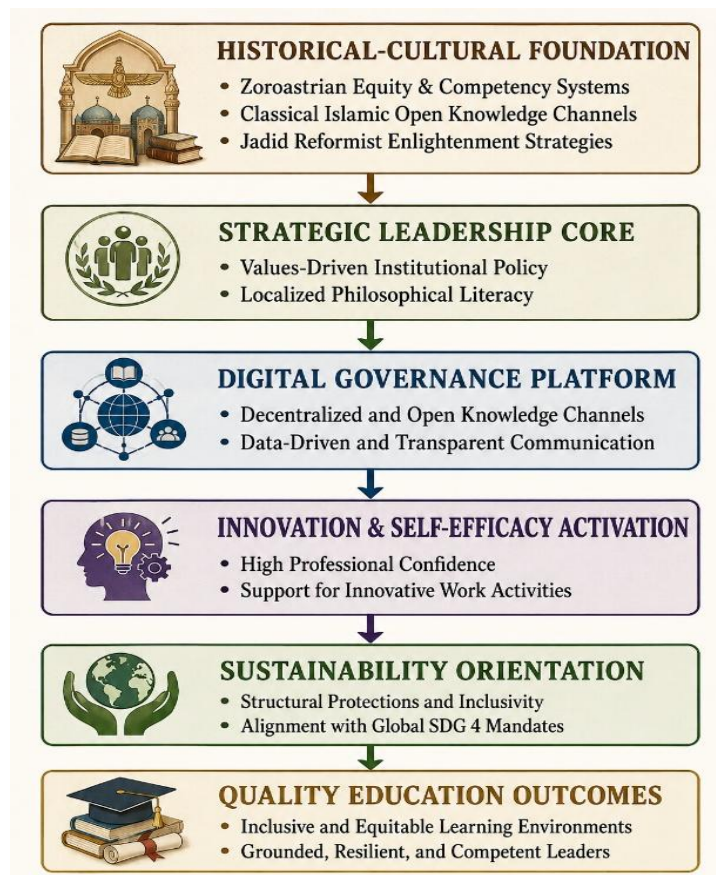 HISTORICAL-CULTURAL FOUNDATION
• Zoroastrian Equity & Competency Systems
• Classical Islamic Open Knowledge Channels
• Jadid Reformist Enlightenment Strategies
STRATEGIC LEADERSHIP CORE
• Values-Driven Institutional Policy
• Localized Philosophical Literacy
DIGITAL GOVERNANCE PLATFORM
• Decentralized and Open Knowledge Channels
• Data-Driven and Transparent Communication
INNOVATION & SELF-EFFICACY ACTIVATION
• High Professional Confidence
• Support for Innovative Work Activities
SUSTAINABILITY ORIENTATION
• Structural Protections and Inclusivity
• Alignment with Global SDG 4 Mandates
QUALITY EDUCATION OUTCOMES
• Inclusive and Equitable Learning Environments
• Grounded, Resilient, and Competent Leaders